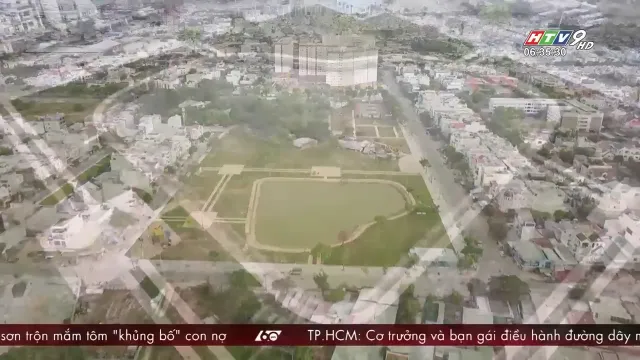 HTV9 HD
06:35:30
sơn trộn mắm tôm "khủng bố" con nợ 60 TP.HCM: Cơ trưởng và bạn gái điều hành đường dây